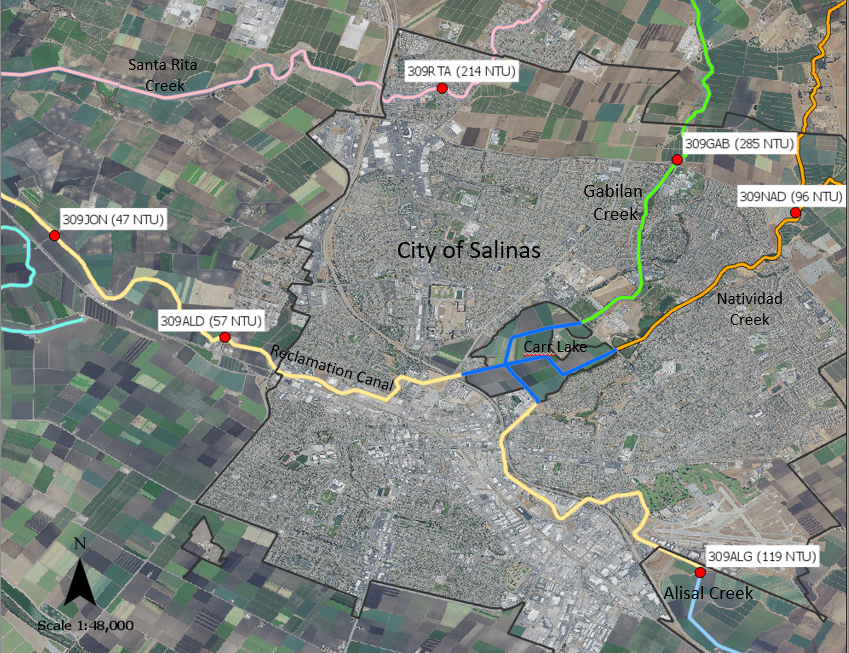 Santa Rita
Creek
309RTA (214 NTU)
309GAB (285 NTU)
Gabilan
Creek
309NAD (96 NTU)
309JON (47 NTU)
City of Salinas
Natividad
Creek
309ALD (57 NTU)
Carr Lake
Reclamation Canal
309ALG (119 NTU)
Alisal Creek
N
Scale 1:48,000